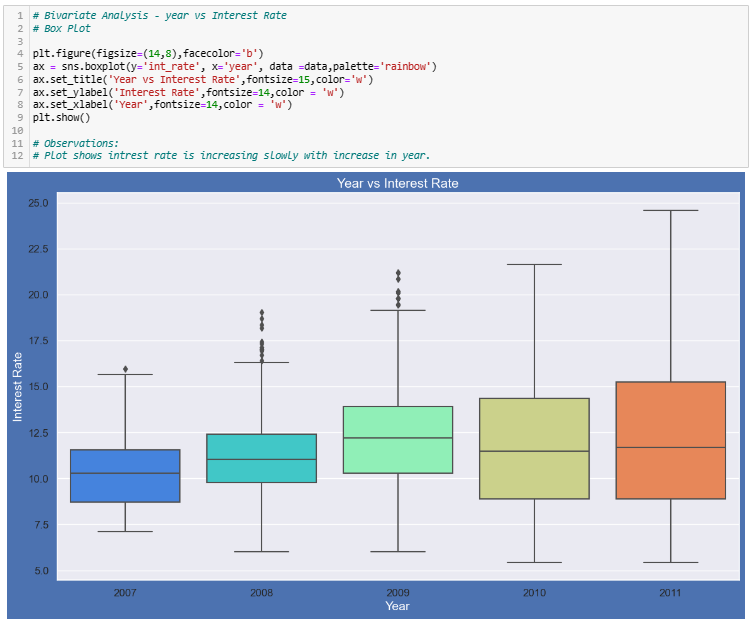 1 # Bivariate Analysis - year vs Interest Rate
2 # Box Plot
3
4 plt.figure(figsize=(14,8),facecolor='b')
5 ax = sns.boxplot(y='int_rate', x='year', data =data,palette='rainbow')
6 ax.set_title('Year vs Interest Rate',fontsize=15,color='w')
7 ax.set_ylabel('Interest Rate',fontsize=14,color = 'w')
8 ax.set_xlabel('Year',fontsize=14,color = 'w')
9 plt.show()
10
11 # Observations:
12 # Plot shows intrest rate is increasing slowly with increase in year.
Year vs Interest Rate
25.0
22.5
20.0
17.5
15.0
12.5
10.0
7.5
5.0
Interest Rate
2007 2008 2009 2010 2011
Year